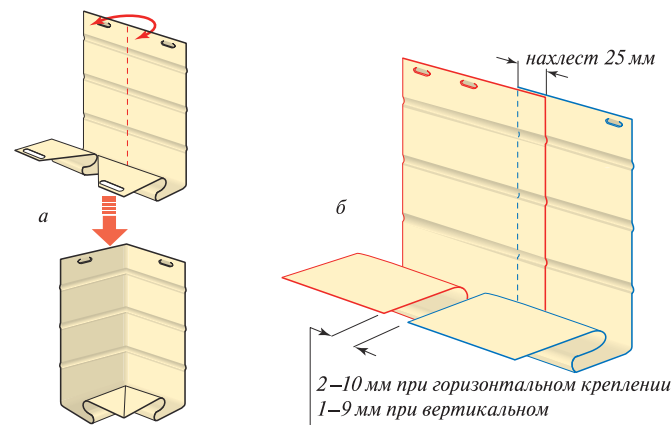 нахлест 25 мм
а
б
2–10 мм при горизонтальном креплении
1–9 мм при вертикальном